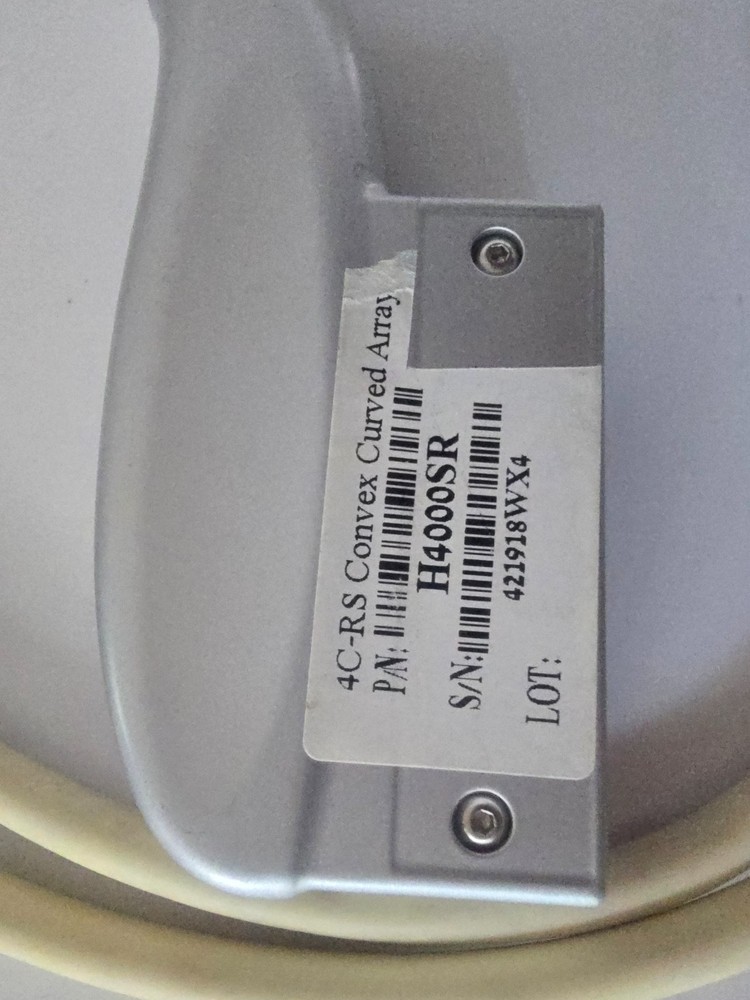 4C-RS Convex Curved Array
P/N:
H4000SR
S/N:
421918WX4
LOT: